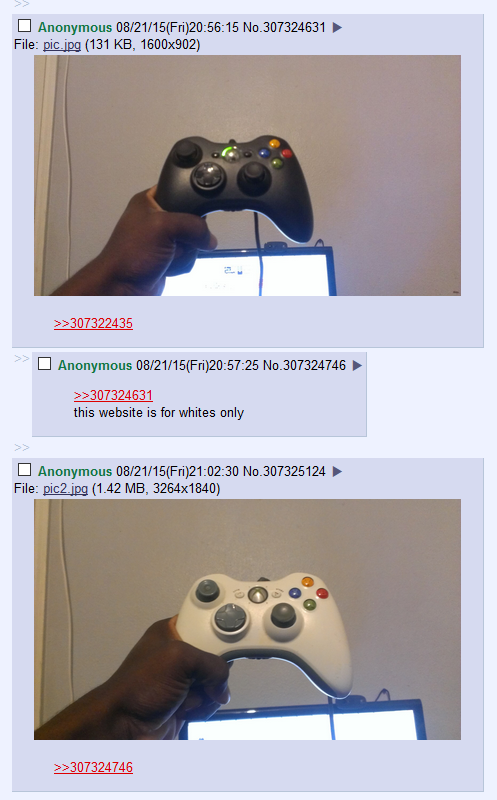 >>
Anonymous 08/21/15(Fri)20:56:15 No.307324631 ▶
File: pic.jpg (131 KB, 1600x902)
>>307322435
>>
Anonymous 08/21/15(Fri)20:57:25 No.307324746 ▶
>>307324631
this website is for whites only
>>
Anonymous 08/21/15(Fri)21:02:30 No.307325124 ▶
File: pic2.jpg (1.42 MB, 3264x1840)
>>307324746